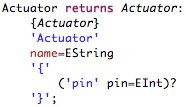 Actuator returns Actuator:
{Actuator}
'Actuator'
name=EString
'{'
('pin' pin=EInt)?
'}';